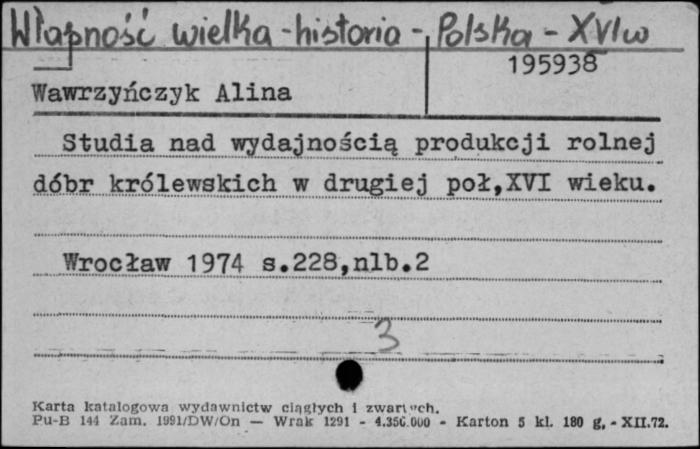 Własność wielka - historia - Polska - XVIw
195938
Wawrzyńczyk Alina
Studia nad wydajnością produkcji rolnej
dóbr królewskich w drugiej poł,XVI wieku.
Wrocław 1974 s.228,nlb.2
3
Karta katalogowa wydawnictw ciągłych i zwartych.
Pu-B 144 Zam. 1991/DW/On — Wrak 1291 - 4.356.000 - Karton 5 kl. 180 g. - XII.72.